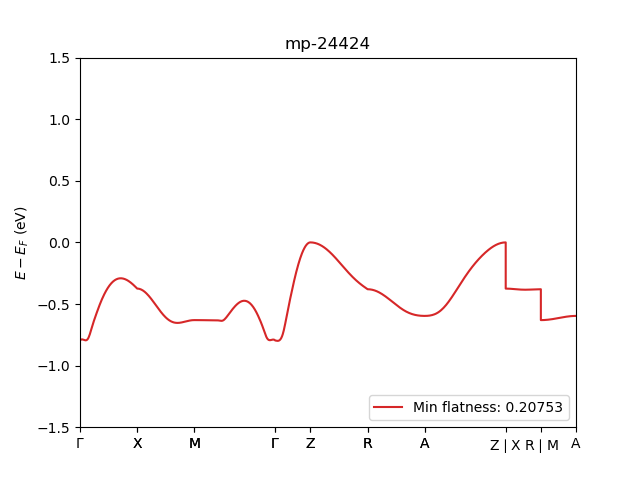 mp-24424
E − E_F (eV)
1.5
1.0
0.5
0.0
−0.5
−1.0
−1.5
Min flatness: 0.20753
Γ X M Γ Z R A Z | X R | M A